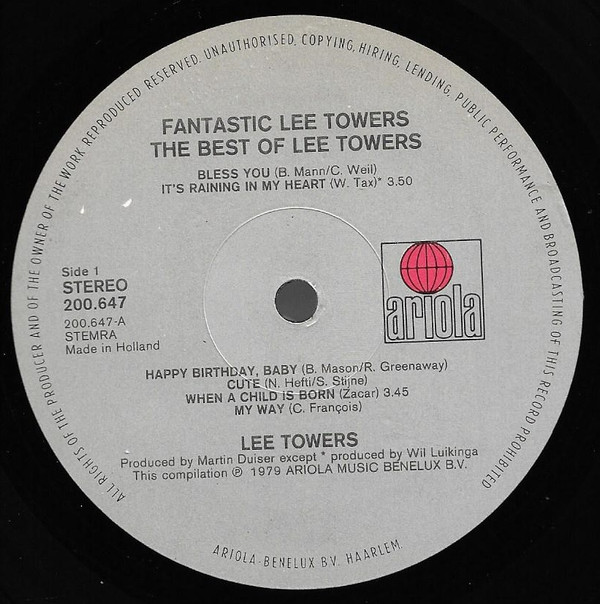 ALL RIGHTS OF THE PRODUCER AND OF THE OWNER OF THE WORK REPRODUCED RESERVED. UNAUTHORISED, COPYING, HIRING, LENDING, PUBLIC PERFORMANCE AND BROADCASTING OF THIS RECORD PROHIBITED
FANTASTIC LEE TOWERS
THE BEST OF LEE TOWERS
BLESS YOU (B. Mann/C. Weil)
IT'S RAINING IN MY HEART (W. Tax)* 3.50
Side 1
STEREO
200.647
200.647-A
STEMRA
Made in Holland
ariola
HAPPY BIRTHDAY, BABY (B. Mason/R. Greenaway)
CUTE (N. Hefti/S. Stijne)
WHEN A CHILD IS BORN (Zacar) 3.45
MY WAY (C. François)
LEE TOWERS
Produced by Martin Duiser except * produced by Wil Luikinga
This compilation ℗ 1979 ARIOLA MUSIC BENELUX B.V.
ARIOLA-BENELUX B.V. HAARLEM.